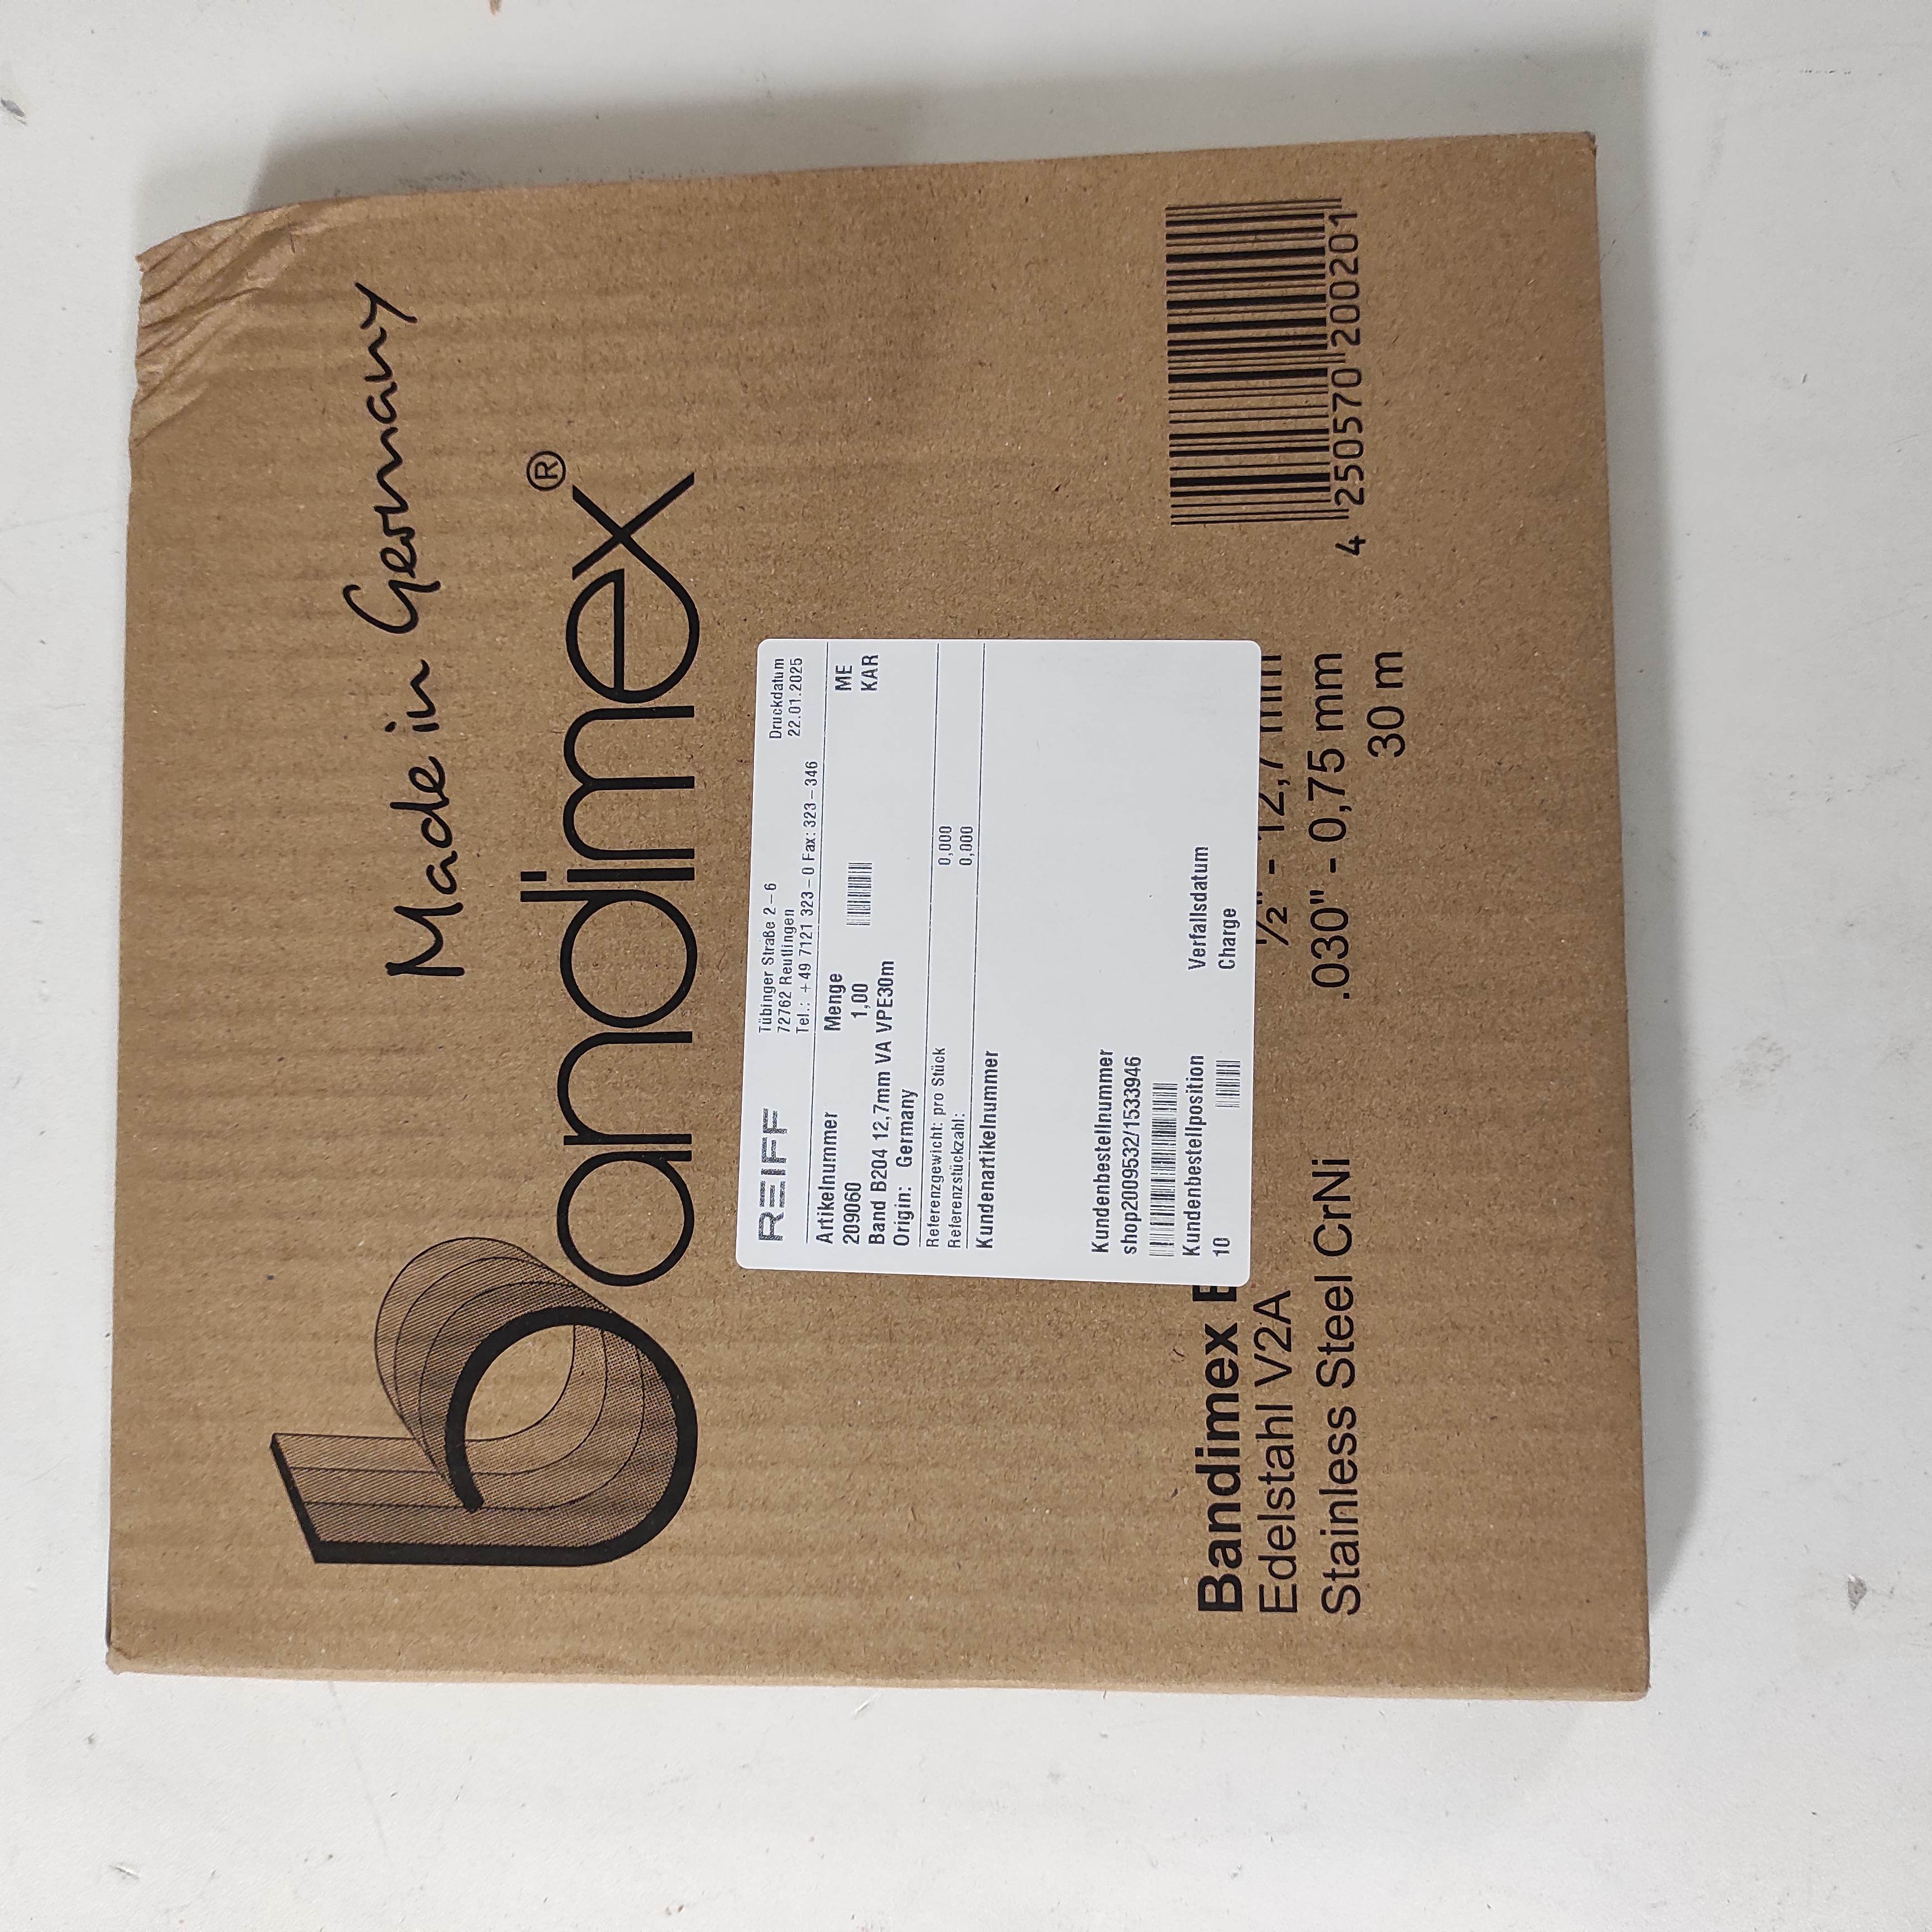 Made in Germany
bandimex®
REIFF
Tübinger Straße 2-6
72762 Reutlingen
Tel.: +49 7121 323-0 Fax: 323-346
Druckdatum
22.01.2025
Artikelnummer Menge ME
209060 1,00 KAR
Band B204 12,7mm VA VPE30m
Origin: Germany
Referenzgewicht: pro Stück 0,000
Referenzstückzahl: 0,000
Kundenartikelnummer
Kundenbestellnummer
shop2009532/1533946
Kundenbestellposition Verfallsdatum
10 Charge
Bandimex
Edelstahl V2A ½" - 12,7 mm
Stainless Steel CrNi .030" - 0,75 mm
30 m
4 250570 200201